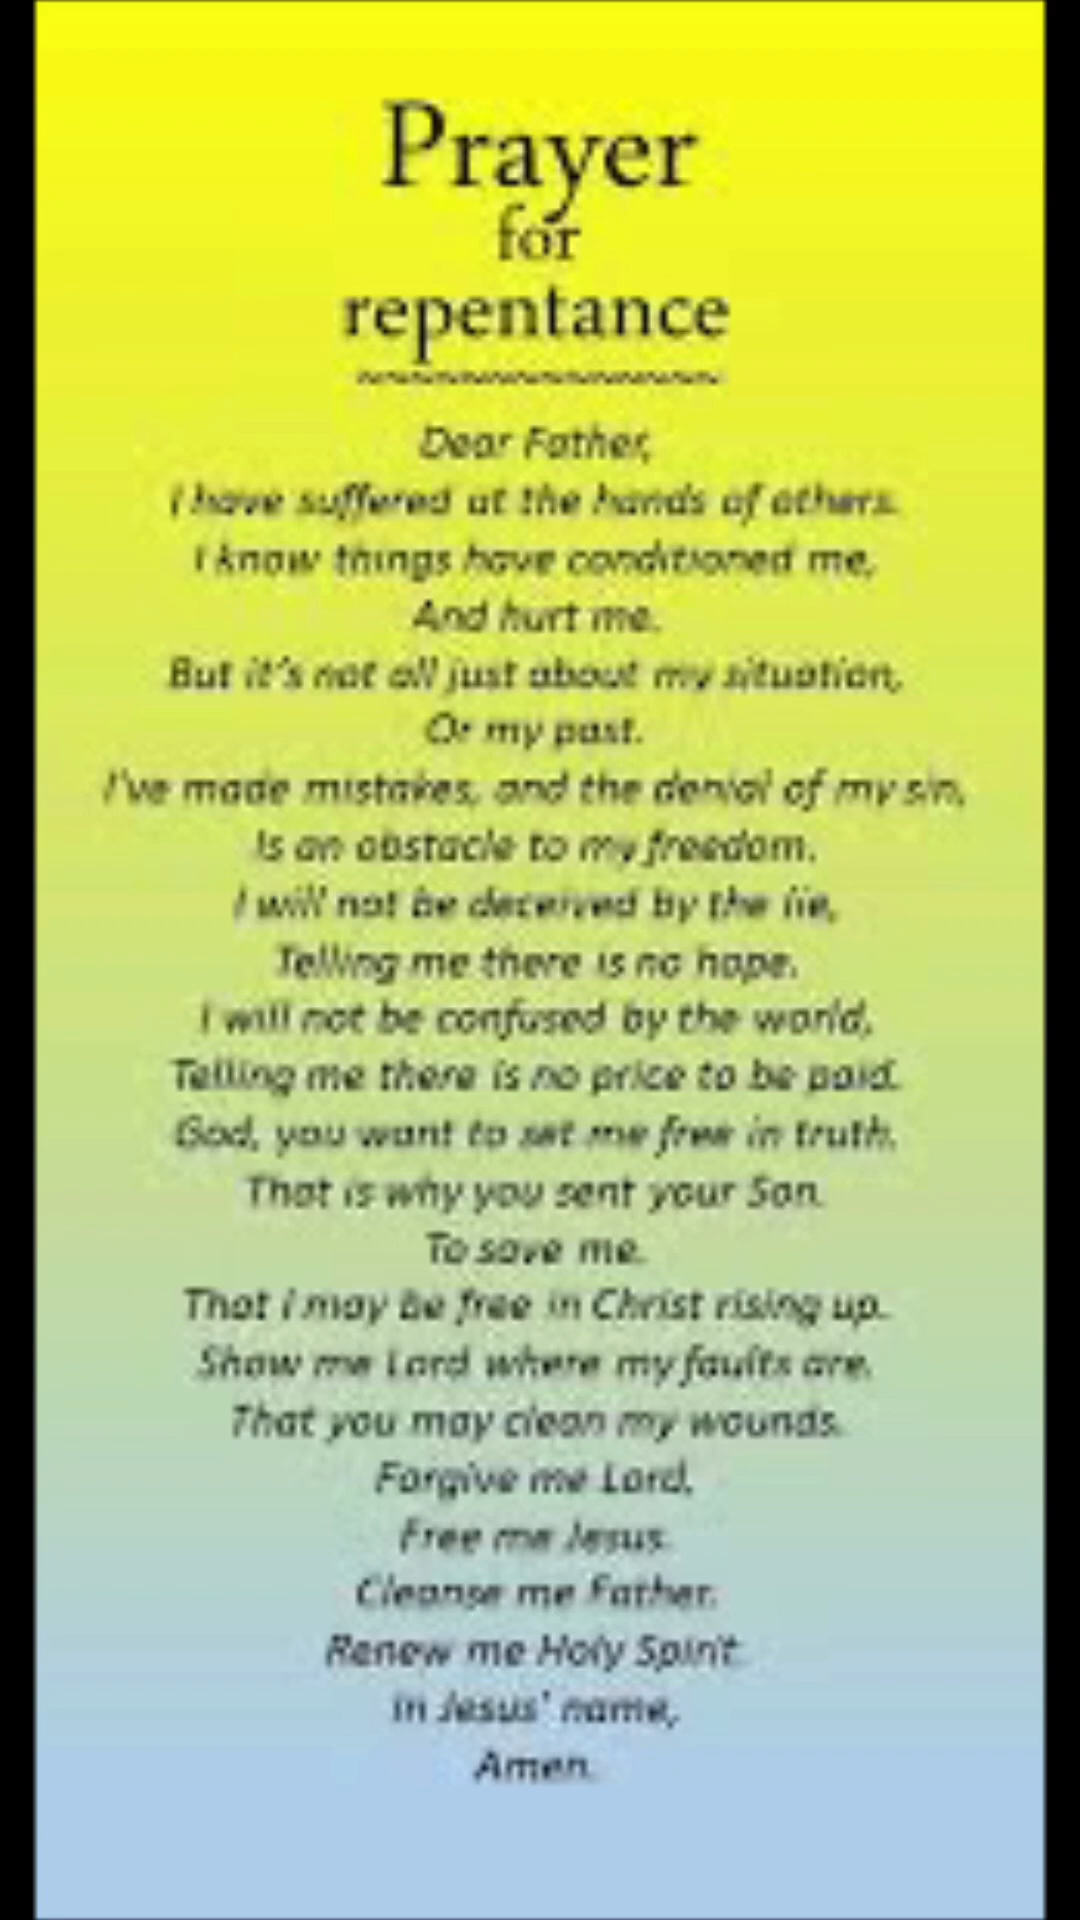 Prayer
for
repentance
~~~~~~~~~~~~~~~~~~~~
Dear Father,
I have suffered at the hands of others.
I know things have conditioned me,
And hurt me.
But it's not all just about my situation,
Or my past.
I've made mistakes, and the denial of my sin,
Is an obstacle to my freedom.
I will not be deceived by the lie,
Telling me there is no hope.
I will not be confused by the world,
Telling me there is no price to be paid.
God, you want to set me free in truth.
That is why you sent your Son.
To save me.
That I may be free in Christ rising up.
Show me Lord where my faults are.
That you may clean my wounds.
Forgive me Lord,
Free me Jesus.
Cleanse me Father.
Renew me Holy Spirit.
In Jesus' name,
Amen.